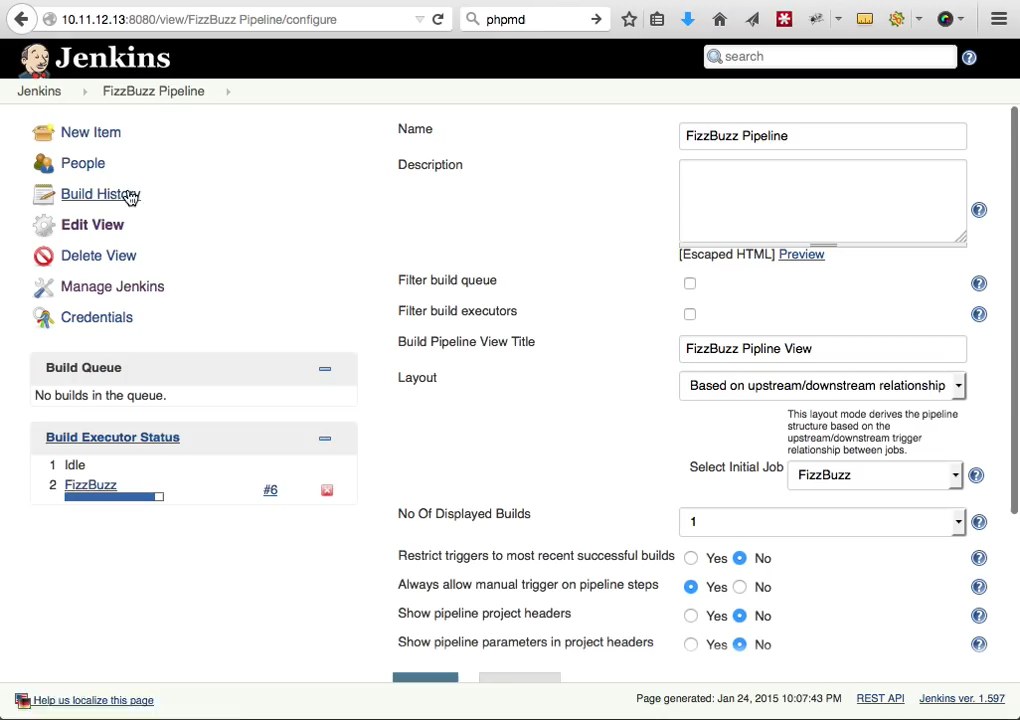 10.11.12.13:8080/view/FizzBuzz Pipeline/configure
phpmd
Jenkins
search
Jenkins
FizzBuzz Pipeline
New Item
People
Build History
Edit View
Delete View
Manage Jenkins
Credentials
Build Queue
No builds in the queue.
Build Executor Status
1 Idle
2 FizzBuzz #6
Name
FizzBuzz Pipeline
Description
[Escaped HTML] Preview
Filter build queue
Filter build executors
Build Pipeline View Title
FizzBuzz Pipline View
Layout
Based on upstream/downstream relationship
This layout mode derives the pipeline
structure based on the
upstream/downstream trigger
relationship between jobs.
Select Initial Job
FizzBuzz
No Of Displayed Builds
1
Restrict triggers to most recent successful builds Yes No
Always allow manual trigger on pipeline steps Yes No
Show pipeline project headers Yes No
Show pipeline parameters in project headers Yes No
Help us localize this page
Page generated: Jan 24, 2015 10:07:43 PM REST API Jenkins ver. 1.597